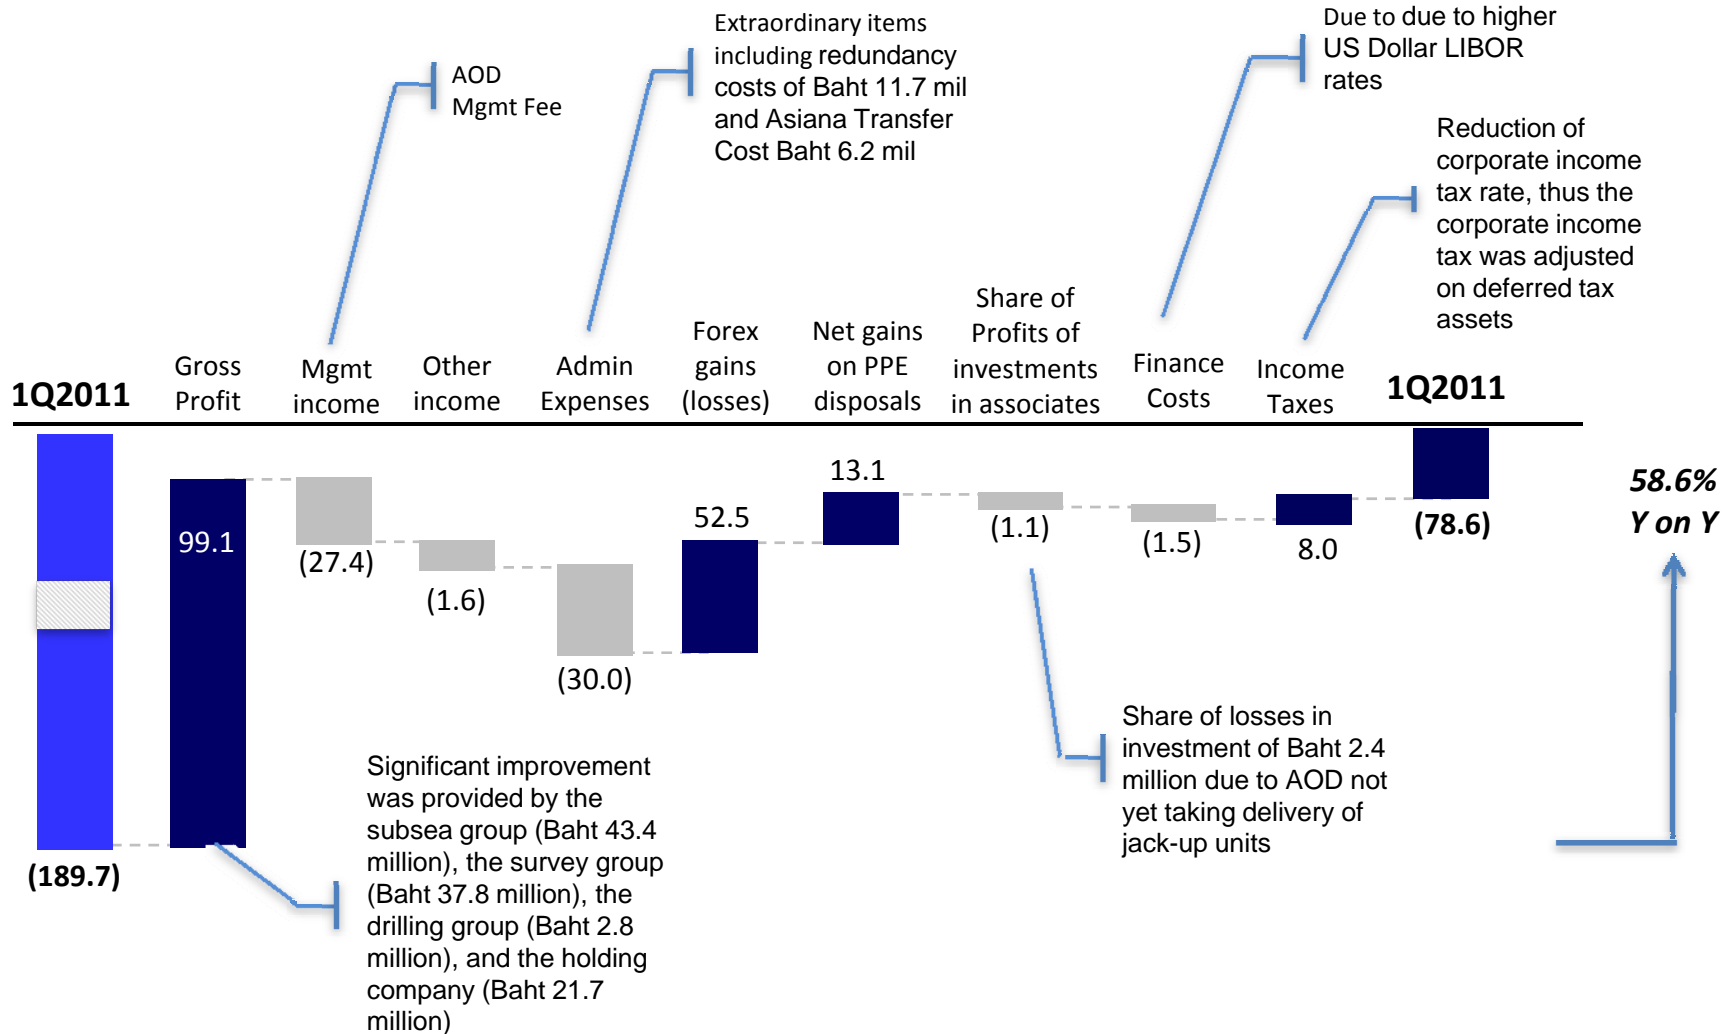 AOD
Mgmt Fee
Extraordinary items
including redundancy
costs of Baht 11.7 mil
and Asiana Transfer
Cost Baht 6.2 mil
Due to due to higher
US Dollar LIBOR
rates
Reduction of
corporate income
tax rate, thus the
corporate income
tax was adjusted
on deferred tax
assets
1Q2011
Gross
Profit
Mgmt
income
Other
income
Admin
Expenses
Forex
gains
(losses)
Net gains
on PPE
disposals
Share of
Profits of
investments
in associates
Finance
Costs
Income
Taxes
1Q2011
(189.7)
99.1
(27.4)
(1.6)
(30.0)
52.5
13.1
(1.1)
(1.5)
8.0
(78.6)
58.6%
Y on Y
Significant improvement
was provided by the
subsea group (Baht 43.4
million), the survey group
(Baht 37.8 million), the
drilling group (Baht 2.8
million), and the holding
company (Baht 21.7
million)
Share of losses in
investment of Baht 2.4
million due to AOD not
yet taking delivery of
jack-up units